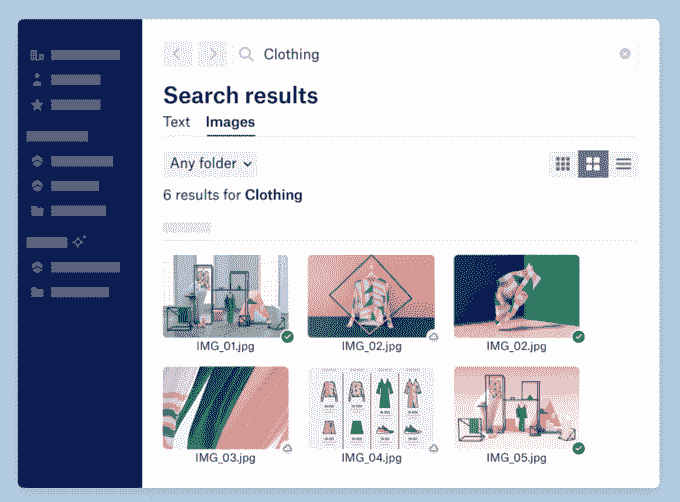 Clothing
Search results
Text Images
Any folder
6 results for Clothing
IMG_01.jpg IMG_02.jpg IMG_02.jpg
IMG_03.jpg IMG_04.jpg IMG_05.jpg